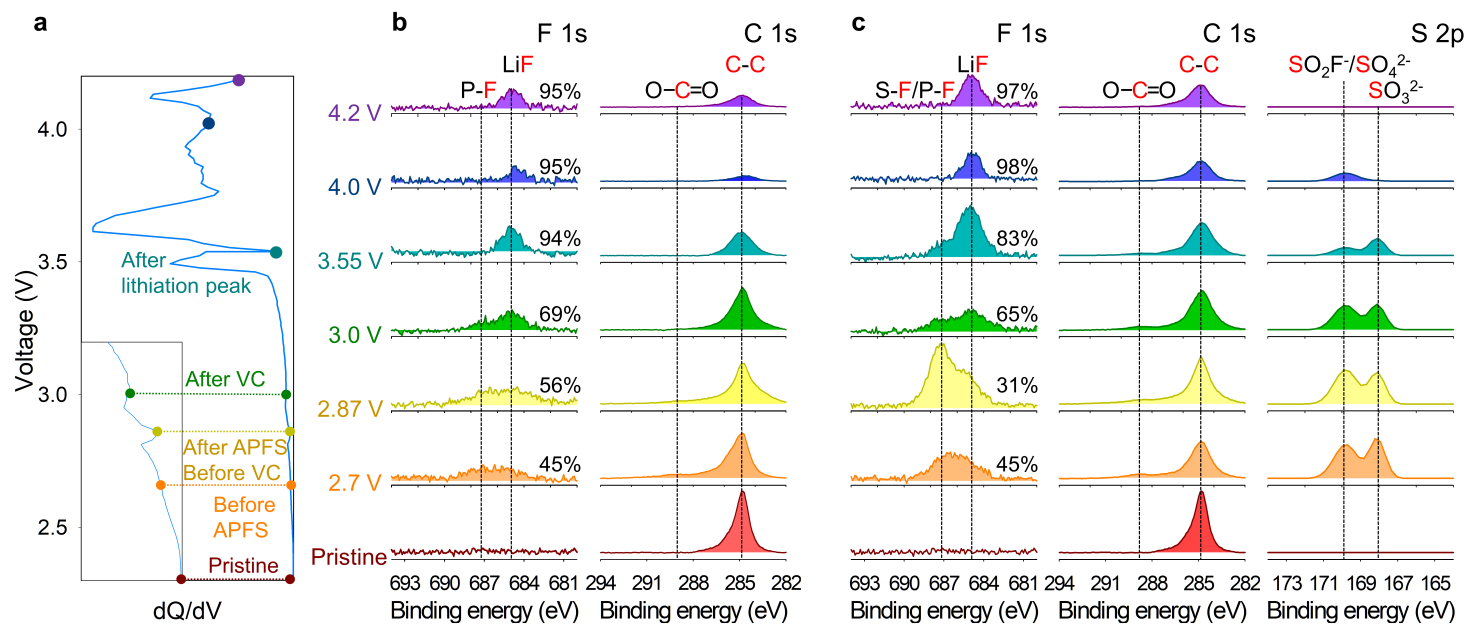 a
b
F 1s
C 1s
c
F 1s
C 1s
S 2p
Voltage (V)
4.0
3.5
3.0
2.5
After
lithiation peak
After VC
After APFS
Before VC
Before
APFS
Pristine
dQ/dV
4.2 V
4.0 V
3.55 V
3.0 V
2.87 V
2.7 V
Pristine
LiF
P-F
95%
95%
94%
69%
56%
45%
693 690 687 684 681
Binding energy (eV)
C-C
O–C=O
294 291 288 285 282
Binding energy (eV)
LiF
S-F/P-F
97%
98%
83%
65%
31%
45%
693 690 687 684 681
Binding energy (eV)
C-C
O–C=O
294 291 288 285 282
Binding energy (eV)
SO₂F⁻/SO₄²⁻
SO₃²⁻
173 171 169 167 165
Binding energy (eV)